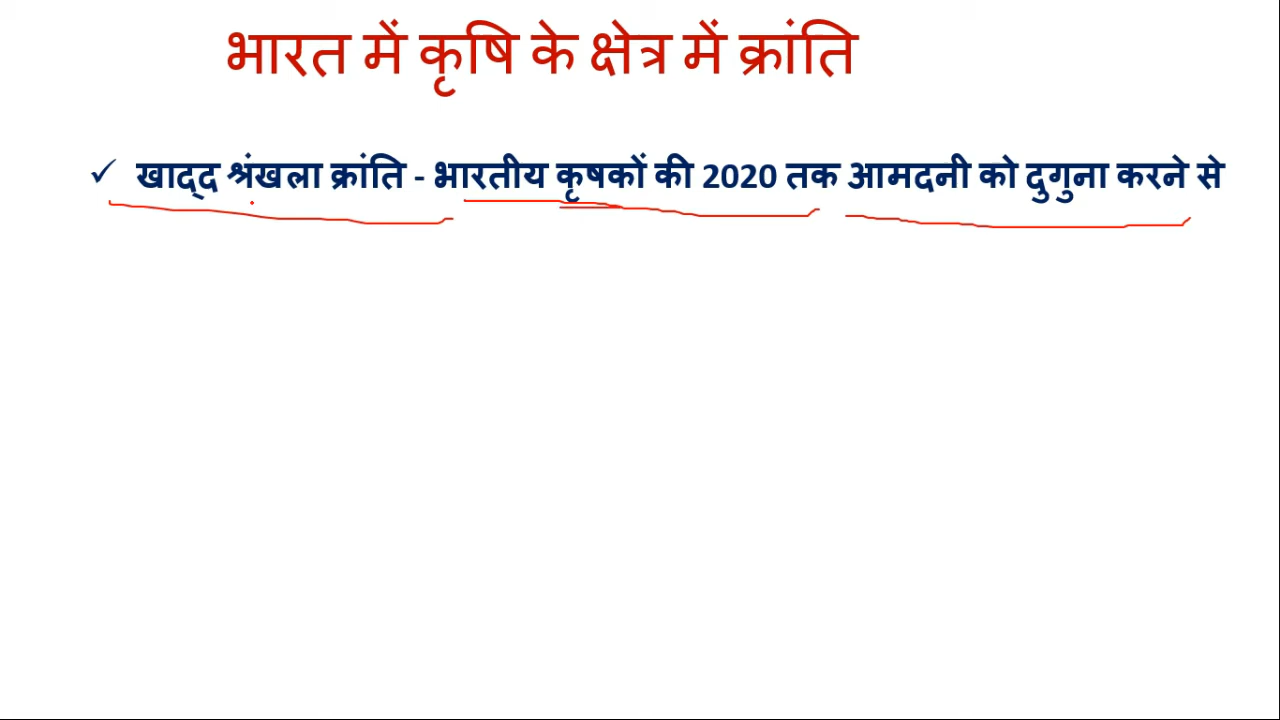 भारत में कृषि के क्षेत्र में क्रांति
✓ खाद्द श्रंखला क्रांति - भारतीय कृषकों की 2020 तक आमदनी को दुगुना करने से